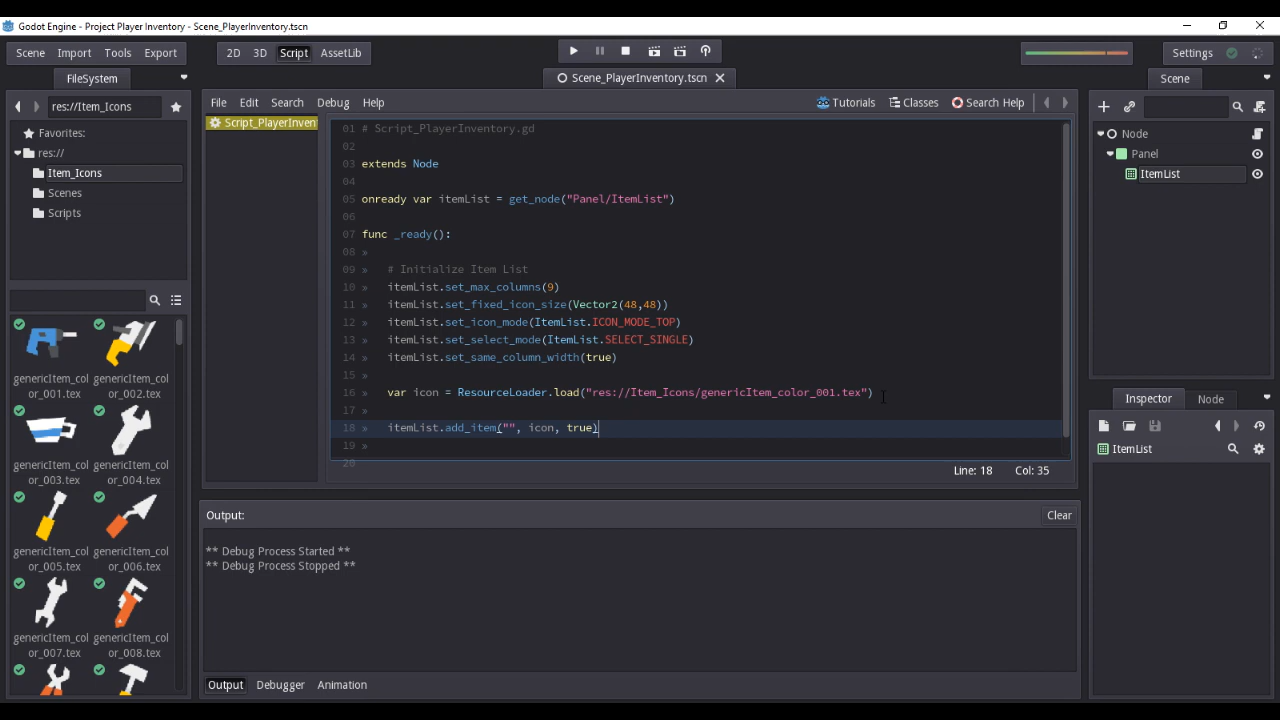 Godot Engine - Project Player Inventory - Scene_PlayerInventory.tscn
Scene Import Tools Export 2D 3D Script AssetLib Settings
FileSystem
Scene_PlayerInventory.tscn
Scene
res://Item_Icons
File Edit Search Debug Help Tutorials Classes Search Help
Favorites:
res://
Item_Icons
Scenes
Scripts
genericItem_col
or_001.tex
genericItem_col
or_002.tex
genericItem_col
or_003.tex
genericItem_col
or_004.tex
genericItem_col
or_005.tex
genericItem_col
or_006.tex
genericItem_col
or_007.tex
genericItem_col
or_008.tex
Script_PlayerInven
01 # Script_PlayerInventory.gd
02
03 extends Node
04
05 onready var itemList = get_node("Panel/ItemList")
06
07 func _ready():
08 »
09 » # Initialize Item List
10 » itemList.set_max_columns(9)
11 » itemList.set_fixed_icon_size(Vector2(48,48))
12 » itemList.set_icon_mode(ItemList.ICON_MODE_TOP)
13 » itemList.set_select_mode(ItemList.SELECT_SINGLE)
14 » itemList.set_same_column_width(true)
15 »
16 » var icon = ResourceLoader.load("res://Item_Icons/genericItem_color_001.tex")
17 »
18 » itemList.add_item("", icon, true)
19 »
20
Line: 18 Col: 35
Output: Clear
** Debug Process Started **
** Debug Process Stopped **
Output Debugger Animation
Node
Panel
ItemList
Inspector Node
ItemList